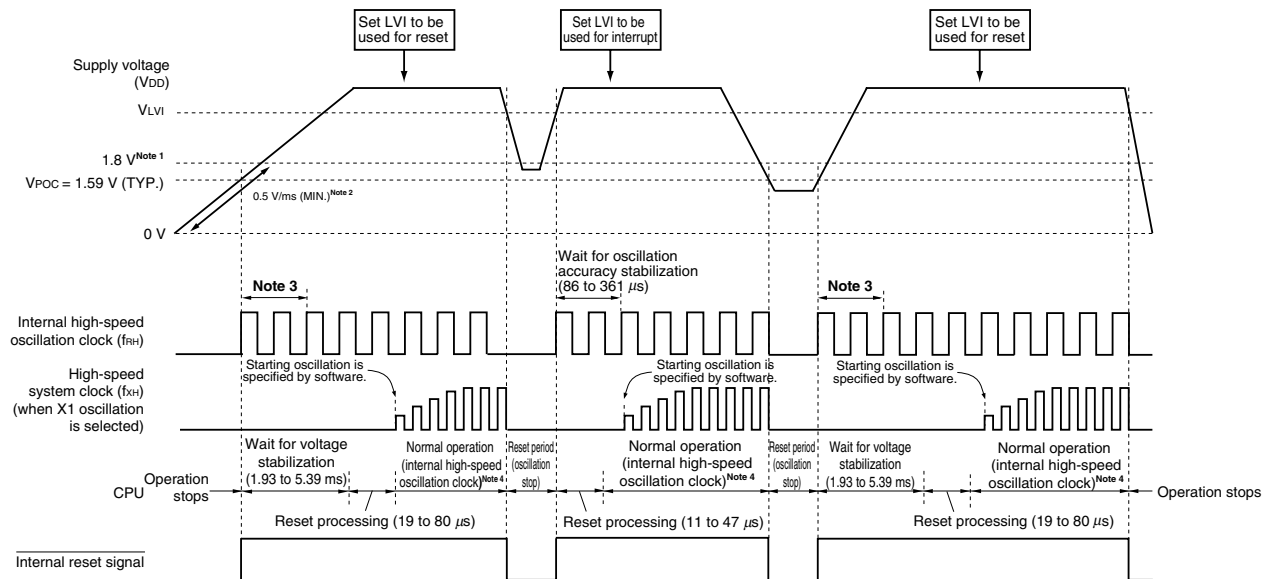 Set LVI to be
used for reset
Set LVI to be
used for interrupt
Set LVI to be
used for reset
Supply voltage
(VDD)
VLVI
1.8 V Note 1
VPOC = 1.59 V (TYP.)
0.5 V/ms (MIN.) Note 2
0 V
Wait for oscillation
accuracy stabilization
(86 to 361 μs)
Note 3
Note 3
Internal high-speed
oscillation clock (fRH)
Starting oscillation is
specified by software.
Starting oscillation is
specified by software.
Starting oscillation is
specified by software.
High-speed
system clock (fXH)
(when X1 oscillation
is selected)
Wait for voltage
stabilization
(1.93 to 5.39 ms)
Normal operation
(internal high-speed
oscillation clock) Note 4
Reset period
(oscillation
stop)
Normal operation
(internal high-speed
oscillation clock) Note 4
Reset period
(oscillation
stop)
Wait for voltage
stabilization
(1.93 to 5.39 ms)
Normal operation
(internal high-speed
oscillation clock) Note 4
CPU
Operation
stops
Operation stops
Reset processing (19 to 80 μs)
Reset processing (11 to 47 μs)
Reset processing (19 to 80 μs)
Internal reset signal